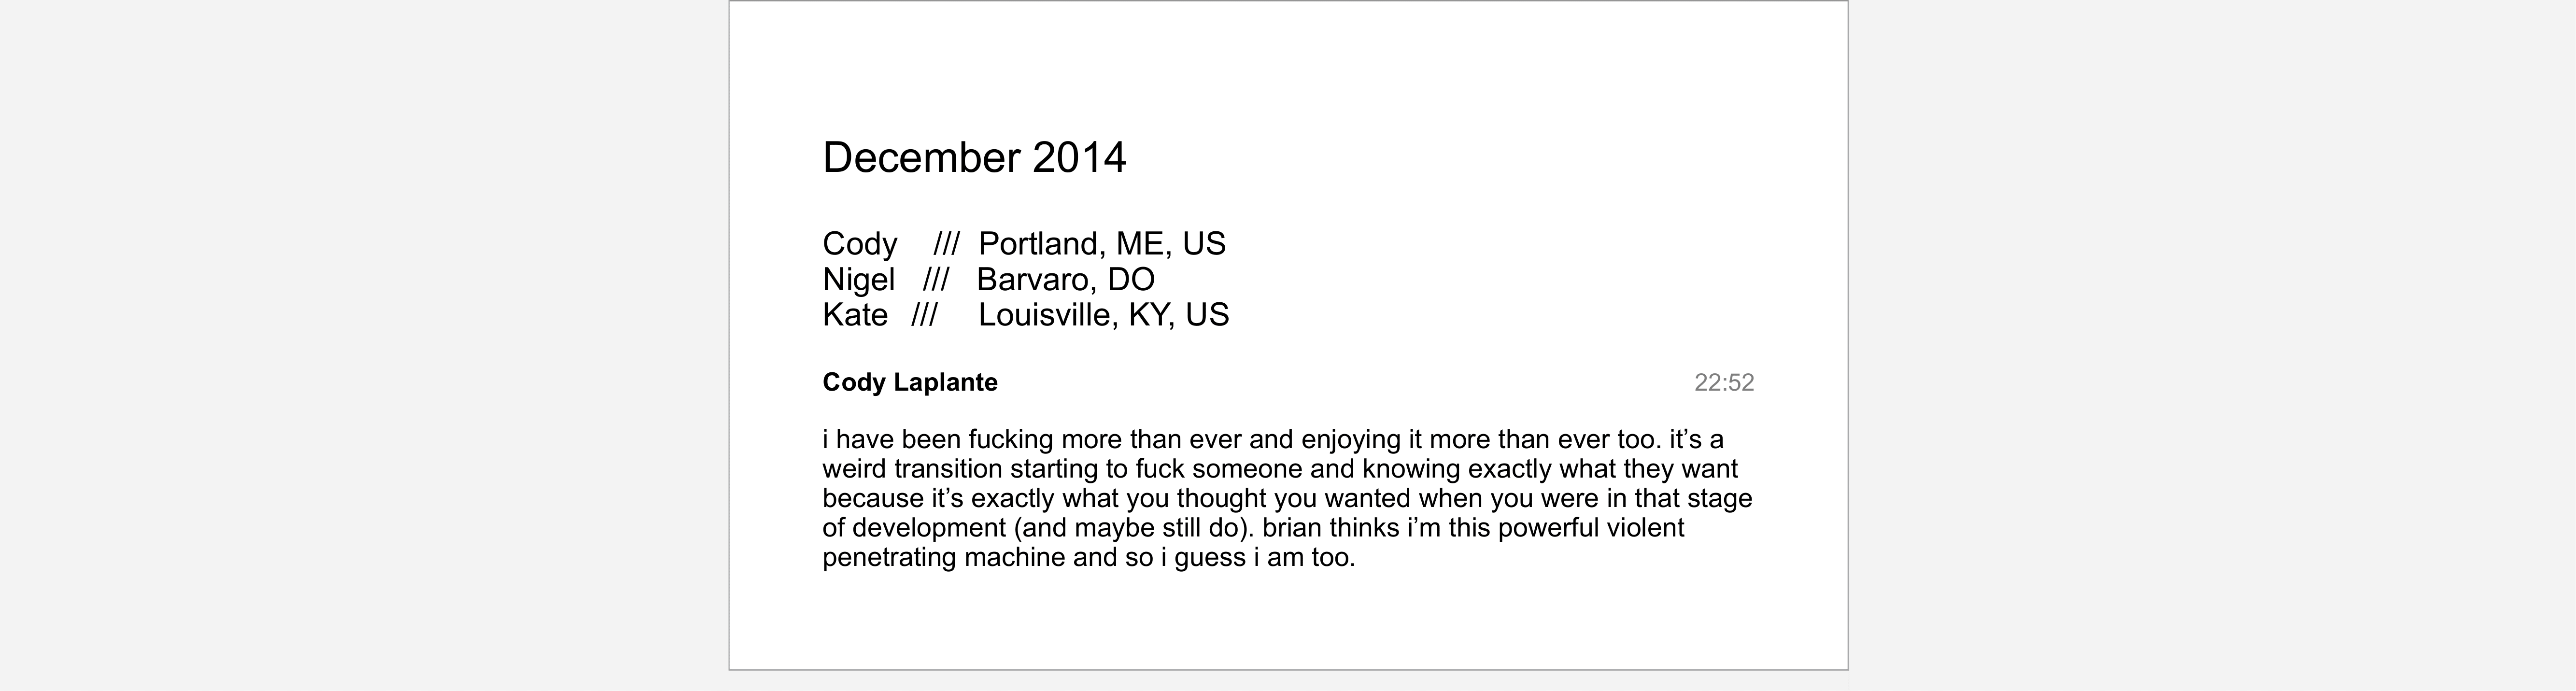 December 2014
Cody /// Portland, ME, US
Nigel /// Barvaro, DO
Kate /// Louisville, KY, US
Cody Laplante 22:52
i have been fucking more than ever and enjoying it more than ever too. it’s a
weird transition starting to fuck someone and knowing exactly what they want
because it’s exactly what you thought you wanted when you were in that stage
of development (and maybe still do). brian thinks i’m this powerful violent
penetrating machine and so i guess i am too.